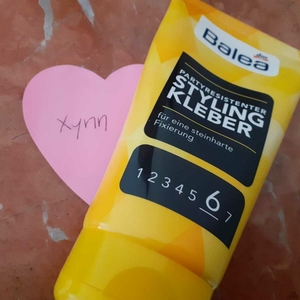 xynn
Balea
PARTYRESISTENTER
STYLING
KLEBER
für eine steinharte
Fixierung
1 2 3 4 5 6 7